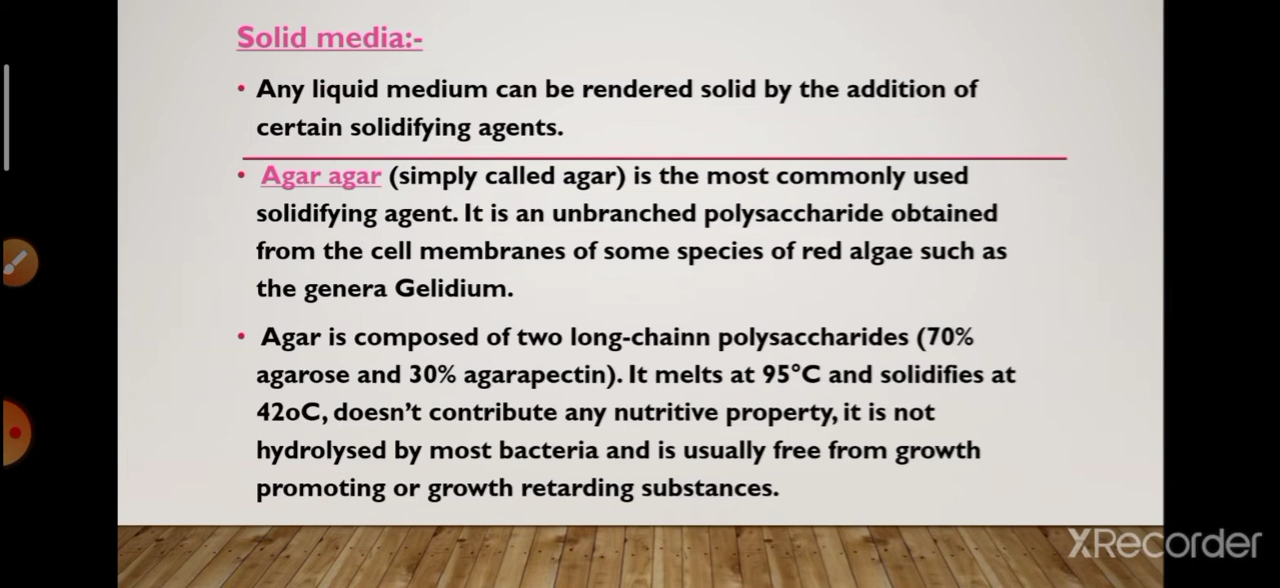 Solid media:-
• Any liquid medium can be rendered solid by the addition of
certain solidifying agents.
• Agar agar (simply called agar) is the most commonly used
solidifying agent. It is an unbranched polysaccharide obtained
from the cell membranes of some species of red algae such as
the genera Gelidium.
• Agar is composed of two long-chainn polysaccharides (70%
agarose and 30% agarapectin). It melts at 95°C and solidifies at
42oC, doesn't contribute any nutritive property, it is not
hydrolysed by most bacteria and is usually free from growth
promoting or growth retarding substances.
XRecorder